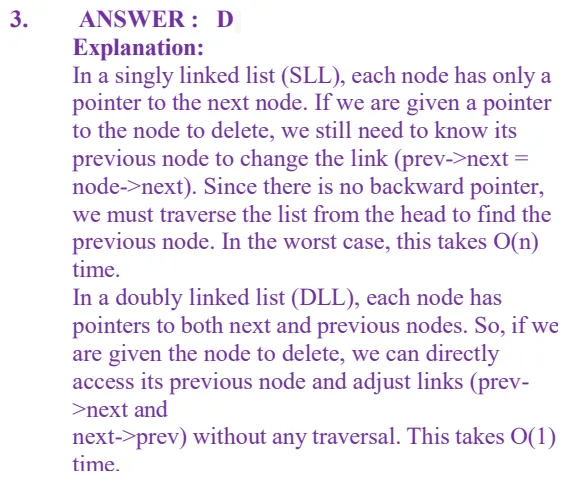 3. ANSWER : D
Explanation:
In a singly linked list (SLL), each node has only a
pointer to the next node. If we are given a pointer
to the node to delete, we still need to know its
previous node to change the link (prev->next =
node->next). Since there is no backward pointer,
we must traverse the list from the head to find the
previous node. In the worst case, this takes O(n)
time.
In a doubly linked list (DLL), each node has
pointers to both next and previous nodes. So, if we
are given the node to delete, we can directly
access its previous node and adjust links (prev-
>next and
next->prev) without any traversal. This takes O(1)
time.